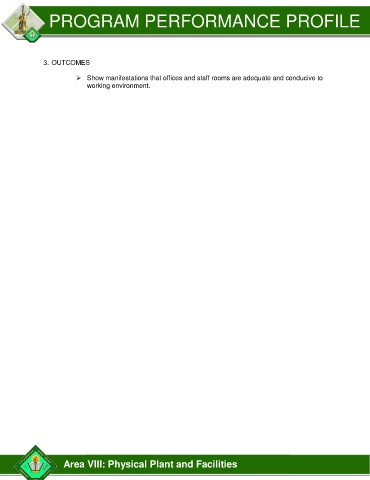 PROGRAM PERFORMANCE PROFILE
3. OUTCOMES
➢ Show manifestations that offices and staff rooms are adequate and conducive to
working environment.
Area VIII: Physical Plant and Facilities